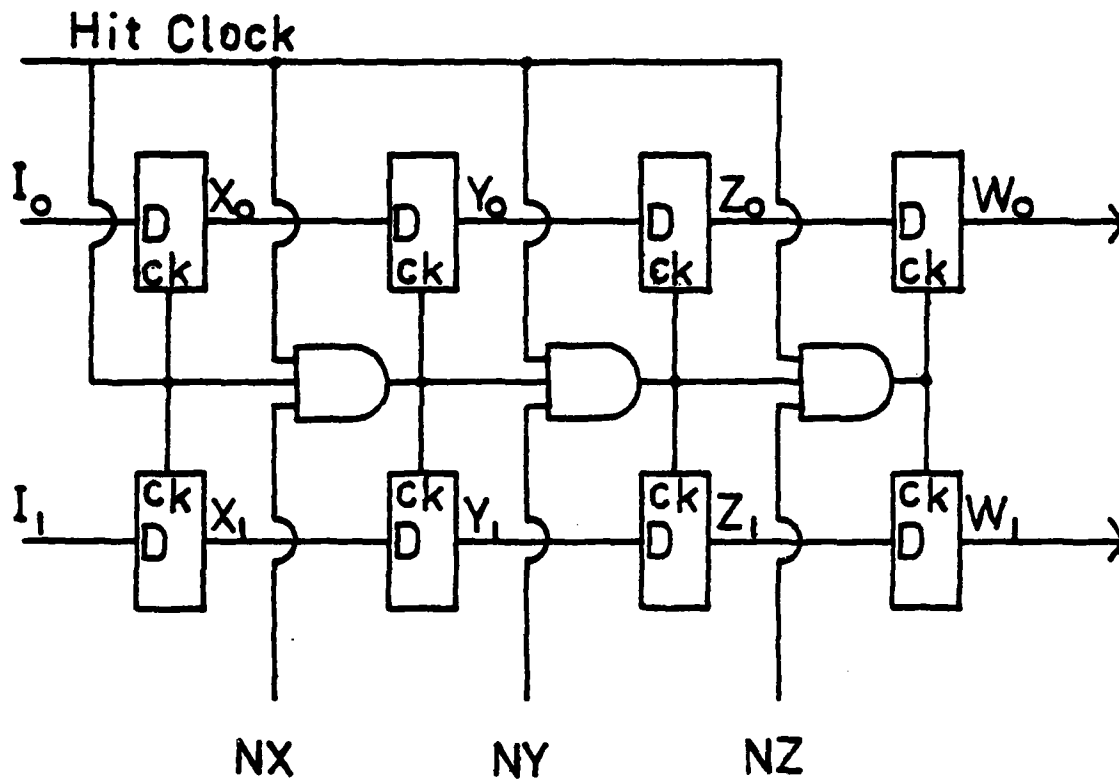 Hit Clock
I0 X0 Y0 Z0 W0
D D D D
ck ck ck ck
ck ck ck ck
I1 X1 Y1 Z1 W1
D D D D
NX NY NZ